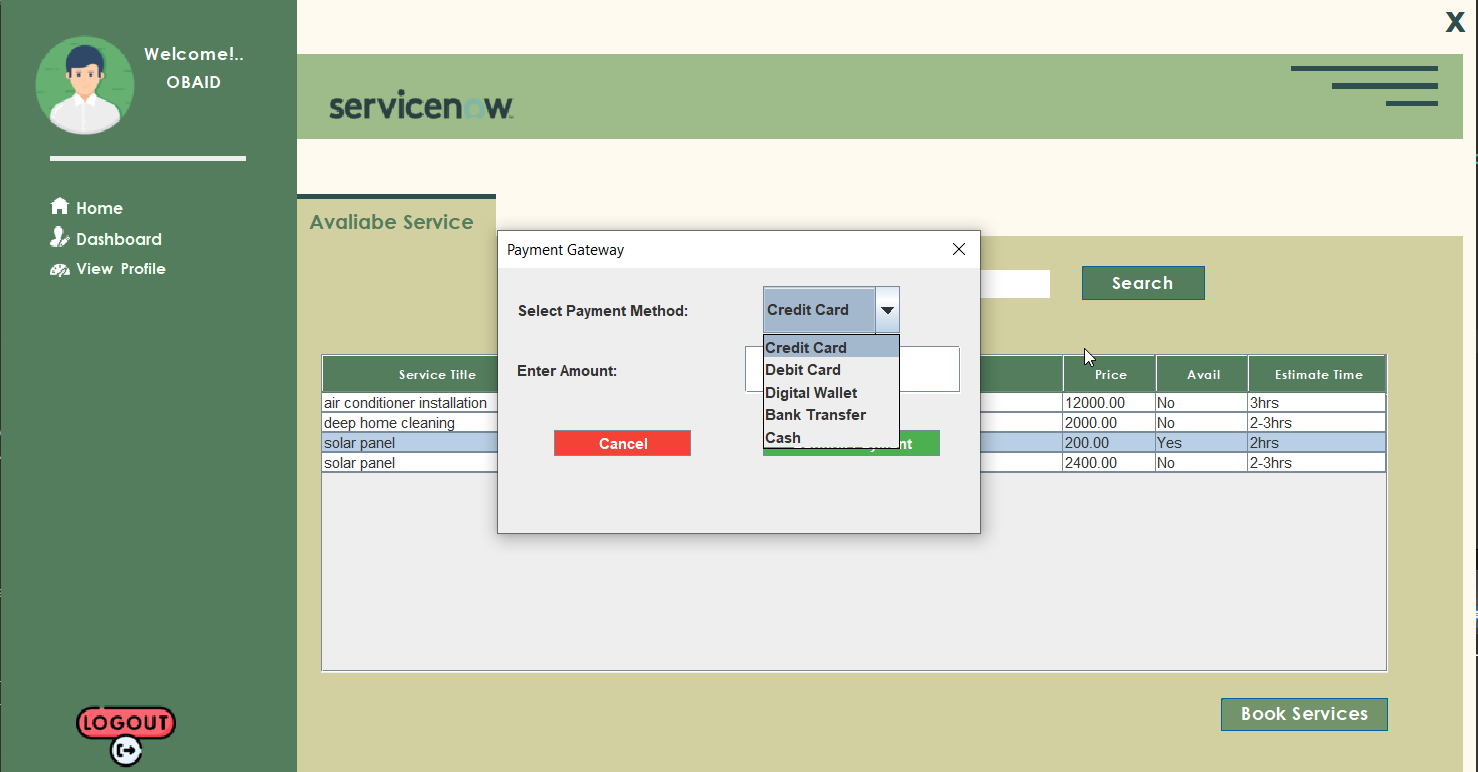 X
Welcome!..
OBAID
servicenow
Home
Dashboard
View Profile
Avaliabe Service
Payment Gateway
Search
Select Payment Method:
Credit Card
Credit Card
Debit Card
Digital Wallet
Bank Transfer
Cash
Enter Amount:
Cancel
Service Title Price Avail Estimate Time
air conditioner installation 12000.00 No 3hrs
deep home cleaning 2000.00 No 2-3hrs
solar panel 200.00 Yes 2hrs
solar panel 2400.00 No 2-3hrs
Book Services
LOGOUT